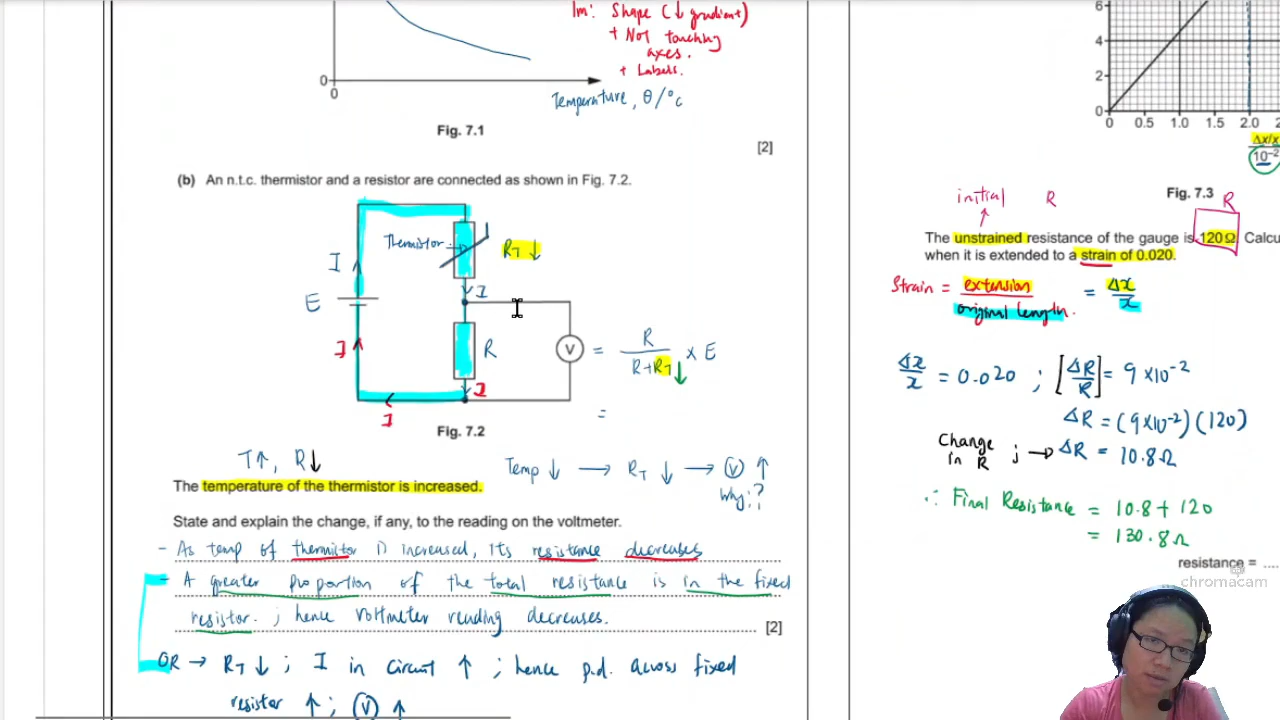 1m: Shape (↓ gradient)
+ Not touching
axes.
+ Labels.
0
0
Temperature, θ/°C
Fig. 7.1
[2]
(b) An n.t.c. thermistor and a resistor are connected as shown in Fig. 7.2.
Thermistor
R_T ↓
I
I
E
R
V
= R / (R+R_T ↓) × E
I
I
I
=
Fig. 7.2
T↑, R↓
Temp ↓ → R_T ↓ → V ↑
Why:?
The temperature of the thermistor is increased.
State and explain the change, if any, to the reading on the voltmeter.
- As temp of thermistor is increased, its resistance decreases
- A greater proportion of the total resistance is in the fixed
resistor. ; hence voltmeter reading decreases.
[2]
OR → R_T ↓ ; I in circuit ↑ ; hence p.d. across fixed
resistor ↑ ; V ↑
6
4
2
0
0 0.5 1.0 1.5 2.0 2
Δx/x
10⁻²
Fig. 7.3
initial R
R
The unstrained resistance of the gauge is 120 Ω. Calcu
when it is extended to a strain of 0.020.
Strain = extension / original length. = Δx / x
Δx/x = 0.020 ; [ΔR/R] = 9 × 10⁻²
ΔR = (9×10⁻²)(120)
Change in R ; → ΔR = 10.8 Ω
∴ Final Resistance = 10.8 + 120
= 130.8 Ω
resistance = ....
chromacam